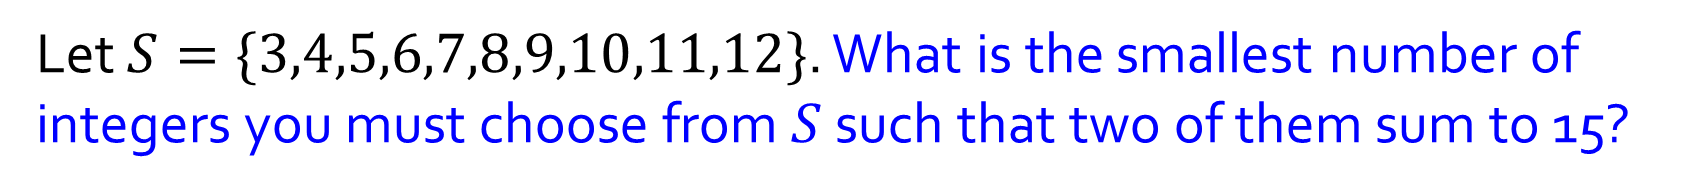 Let S = {3,4,5,6,7,8,9,10,11,12}. What is the smallest number of
integers you must choose from S such that two of them sum to 15?